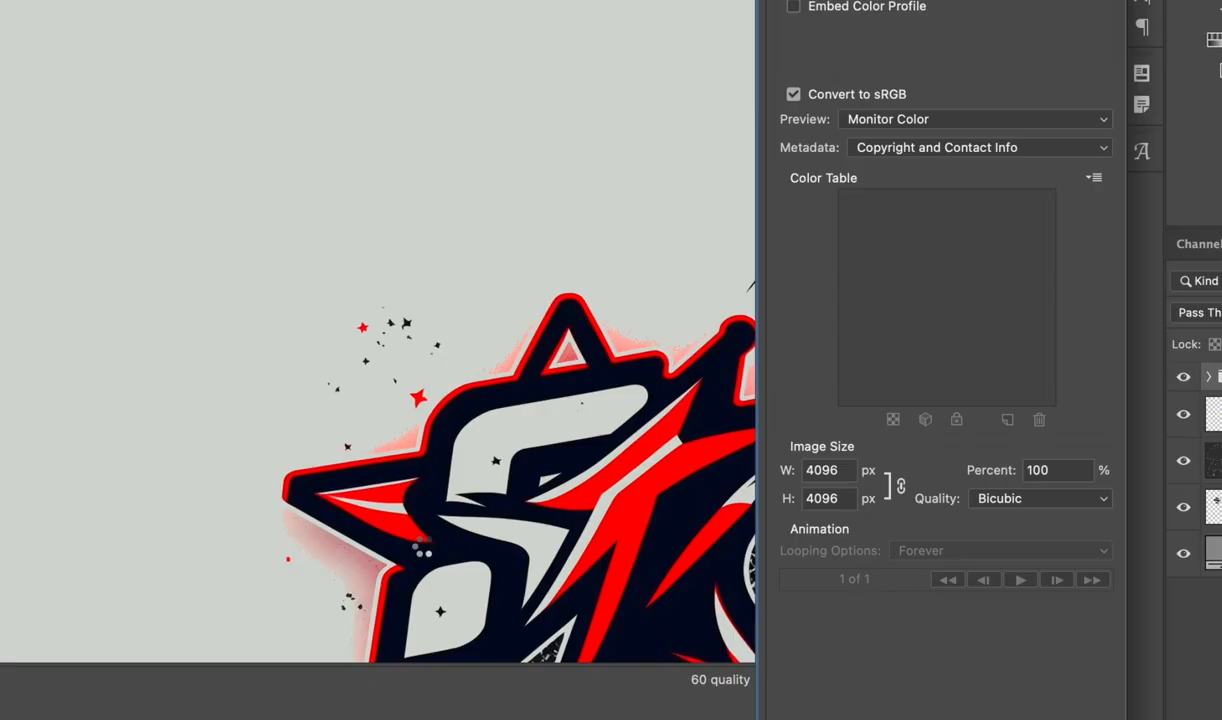 Embed Color Profile
Convert to sRGB
Preview: Monitor Color
Metadata: Copyright and Contact Info
Color Table
Channel
Kind
Pass Th
Lock:
Image Size
W: 4096 px Percent: 100 %
H: 4096 px Quality: Bicubic
Animation
Looping Options: Forever
1 of 1
60 quality